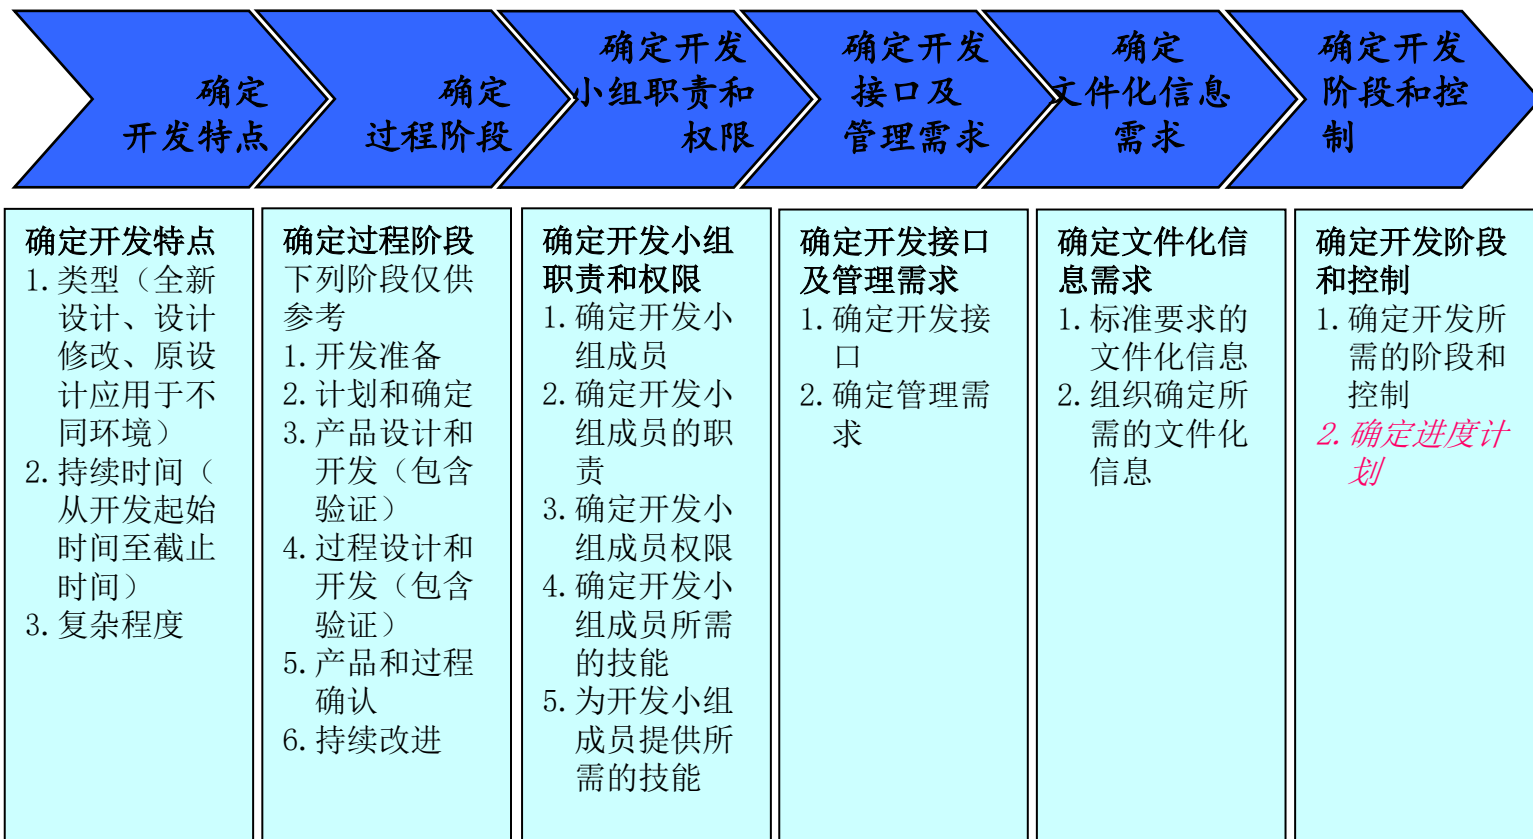 确定
开发特点
确定
过程阶段
确定开发
小组职责和
权限
确定开发
接口及
管理需求
确定
文件化信息
需求
确定开发
阶段和控
制
确定开发特点
1.类型（全新
设计、设计
修改、原设
计应用于不
同环境）
2.持续时间（
从开发起始
时间至截止
时间）
3.复杂程度
确定过程阶段
下列阶段仅供
参考
1.开发准备
2.计划和确定
3.产品设计和
开发（包含
验证）
4.过程设计和
开发（包含
验证）
5.产品和过程
确认
6.持续改进
确定开发小组
职责和权限
1.确定开发小
组成员
2.确定开发小
组成员的职
责
3.确定开发小
组成员权限
4.确定开发小
组成员所需
的技能
5.为开发小组
成员提供所
需的技能
确定开发接口
及管理需求
1.确定开发接
口
2.确定管理需
求
确定文件化信
息需求
1.标准要求的
文件化信息
2.组织确定所
需的文件化
信息
确定开发阶段
和控制
1.确定开发所
需的阶段和
控制
2.确定进度计
划